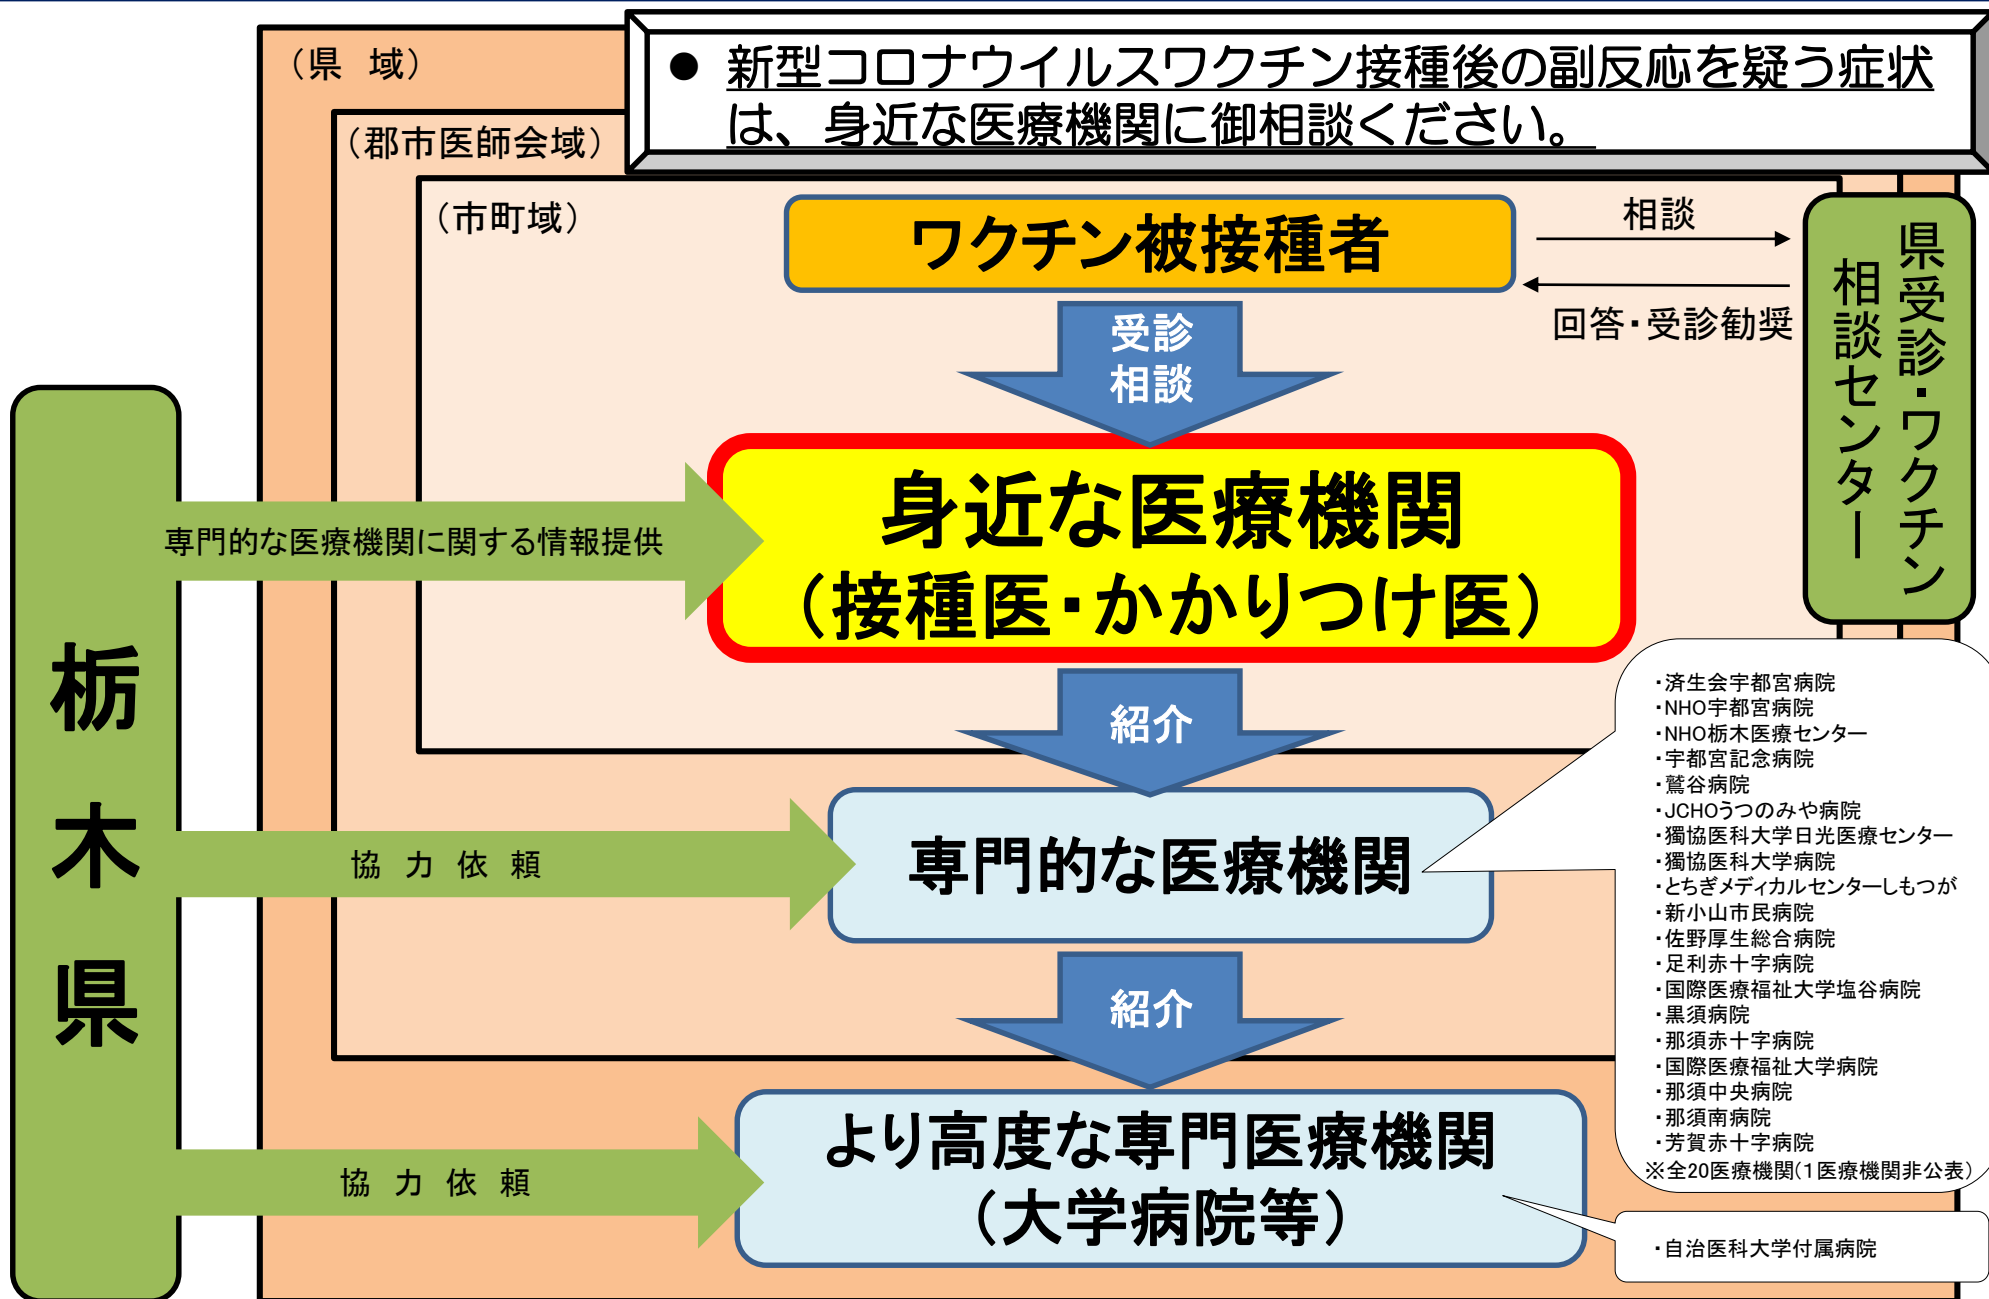 （県　域）
● 新型コロナウイルスワクチン接種後の副反応を疑う症状
は、身近な医療機関に御相談ください。
（郡市医師会域）
（市町域）
ワクチン被接種者
相談
回答・受診勧奨
県受診・ワクチン
相談センター
受診
相談
栃木県
専門的な医療機関に関する情報提供
身近な医療機関
（接種医・かかりつけ医）
紹介
協 力 依 頼
専門的な医療機関
・済生会宇都宮病院
・NHO宇都宮病院
・NHO栃木医療センター
・宇都宮記念病院
・鷲谷病院
・JCHOうつのみや病院
・獨協医科大学日光医療センター
・獨協医科大学病院
・とちぎメディカルセンターしもつが
・新小山市民病院
・佐野厚生総合病院
・足利赤十字病院
・国際医療福祉大学塩谷病院
・黒須病院
・那須赤十字病院
・国際医療福祉大学病院
・那須中央病院
・那須南病院
・芳賀赤十字病院
※全20医療機関（１医療機関非公表）
紹介
協 力 依 頼
より高度な専門医療機関
（大学病院等）
・自治医科大学付属病院